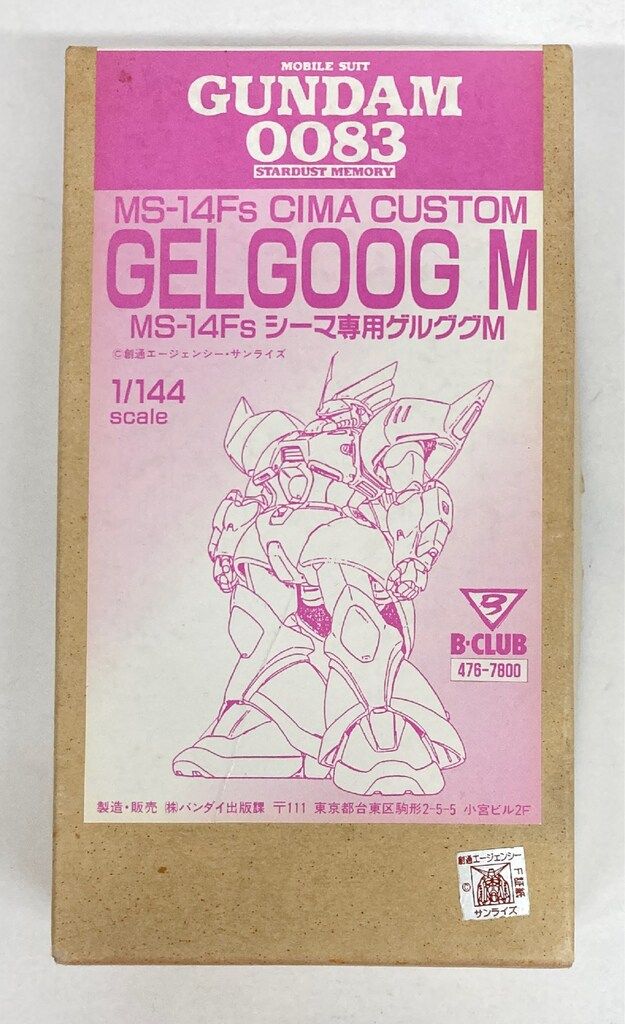 MOBILE SUIT
GUNDAM
0083
STARDUST MEMORY
MS-14Fs CIMA CUSTOM
GELGOOG M
MS-14Fs シーマ専用ゲルググM
©創通エージェンシー・サンライズ
1/144
scale
B-CLUB
476-7800
製造・販売 ㈱バンダイ出版課 〒111 東京都台東区駒形2-5-5 小宮ビル2F
創通エージェンシー
©
サンライズ